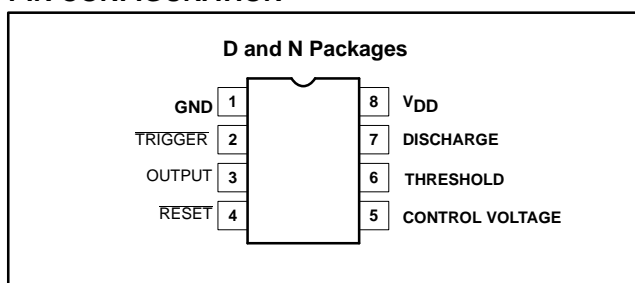 D and N Packages
GND 1 8 VDD
TRIGGER 2 7 DISCHARGE
OUTPUT 3 6 THRESHOLD
RESET 4 5 CONTROL VOLTAGE